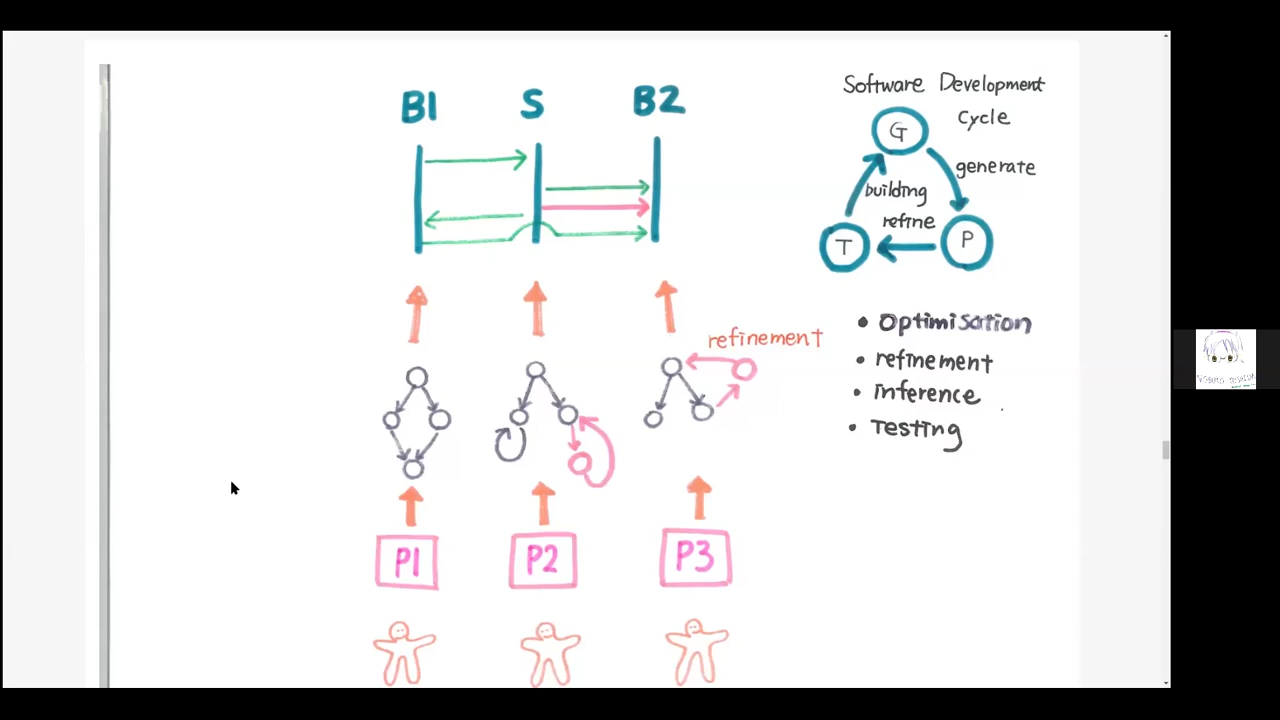 B1 S B2
Software Development
Cycle
G
generate
building
refine
T P
refinement
• Optimisation
• refinement
• inference
• Testing
P1 P2 P3